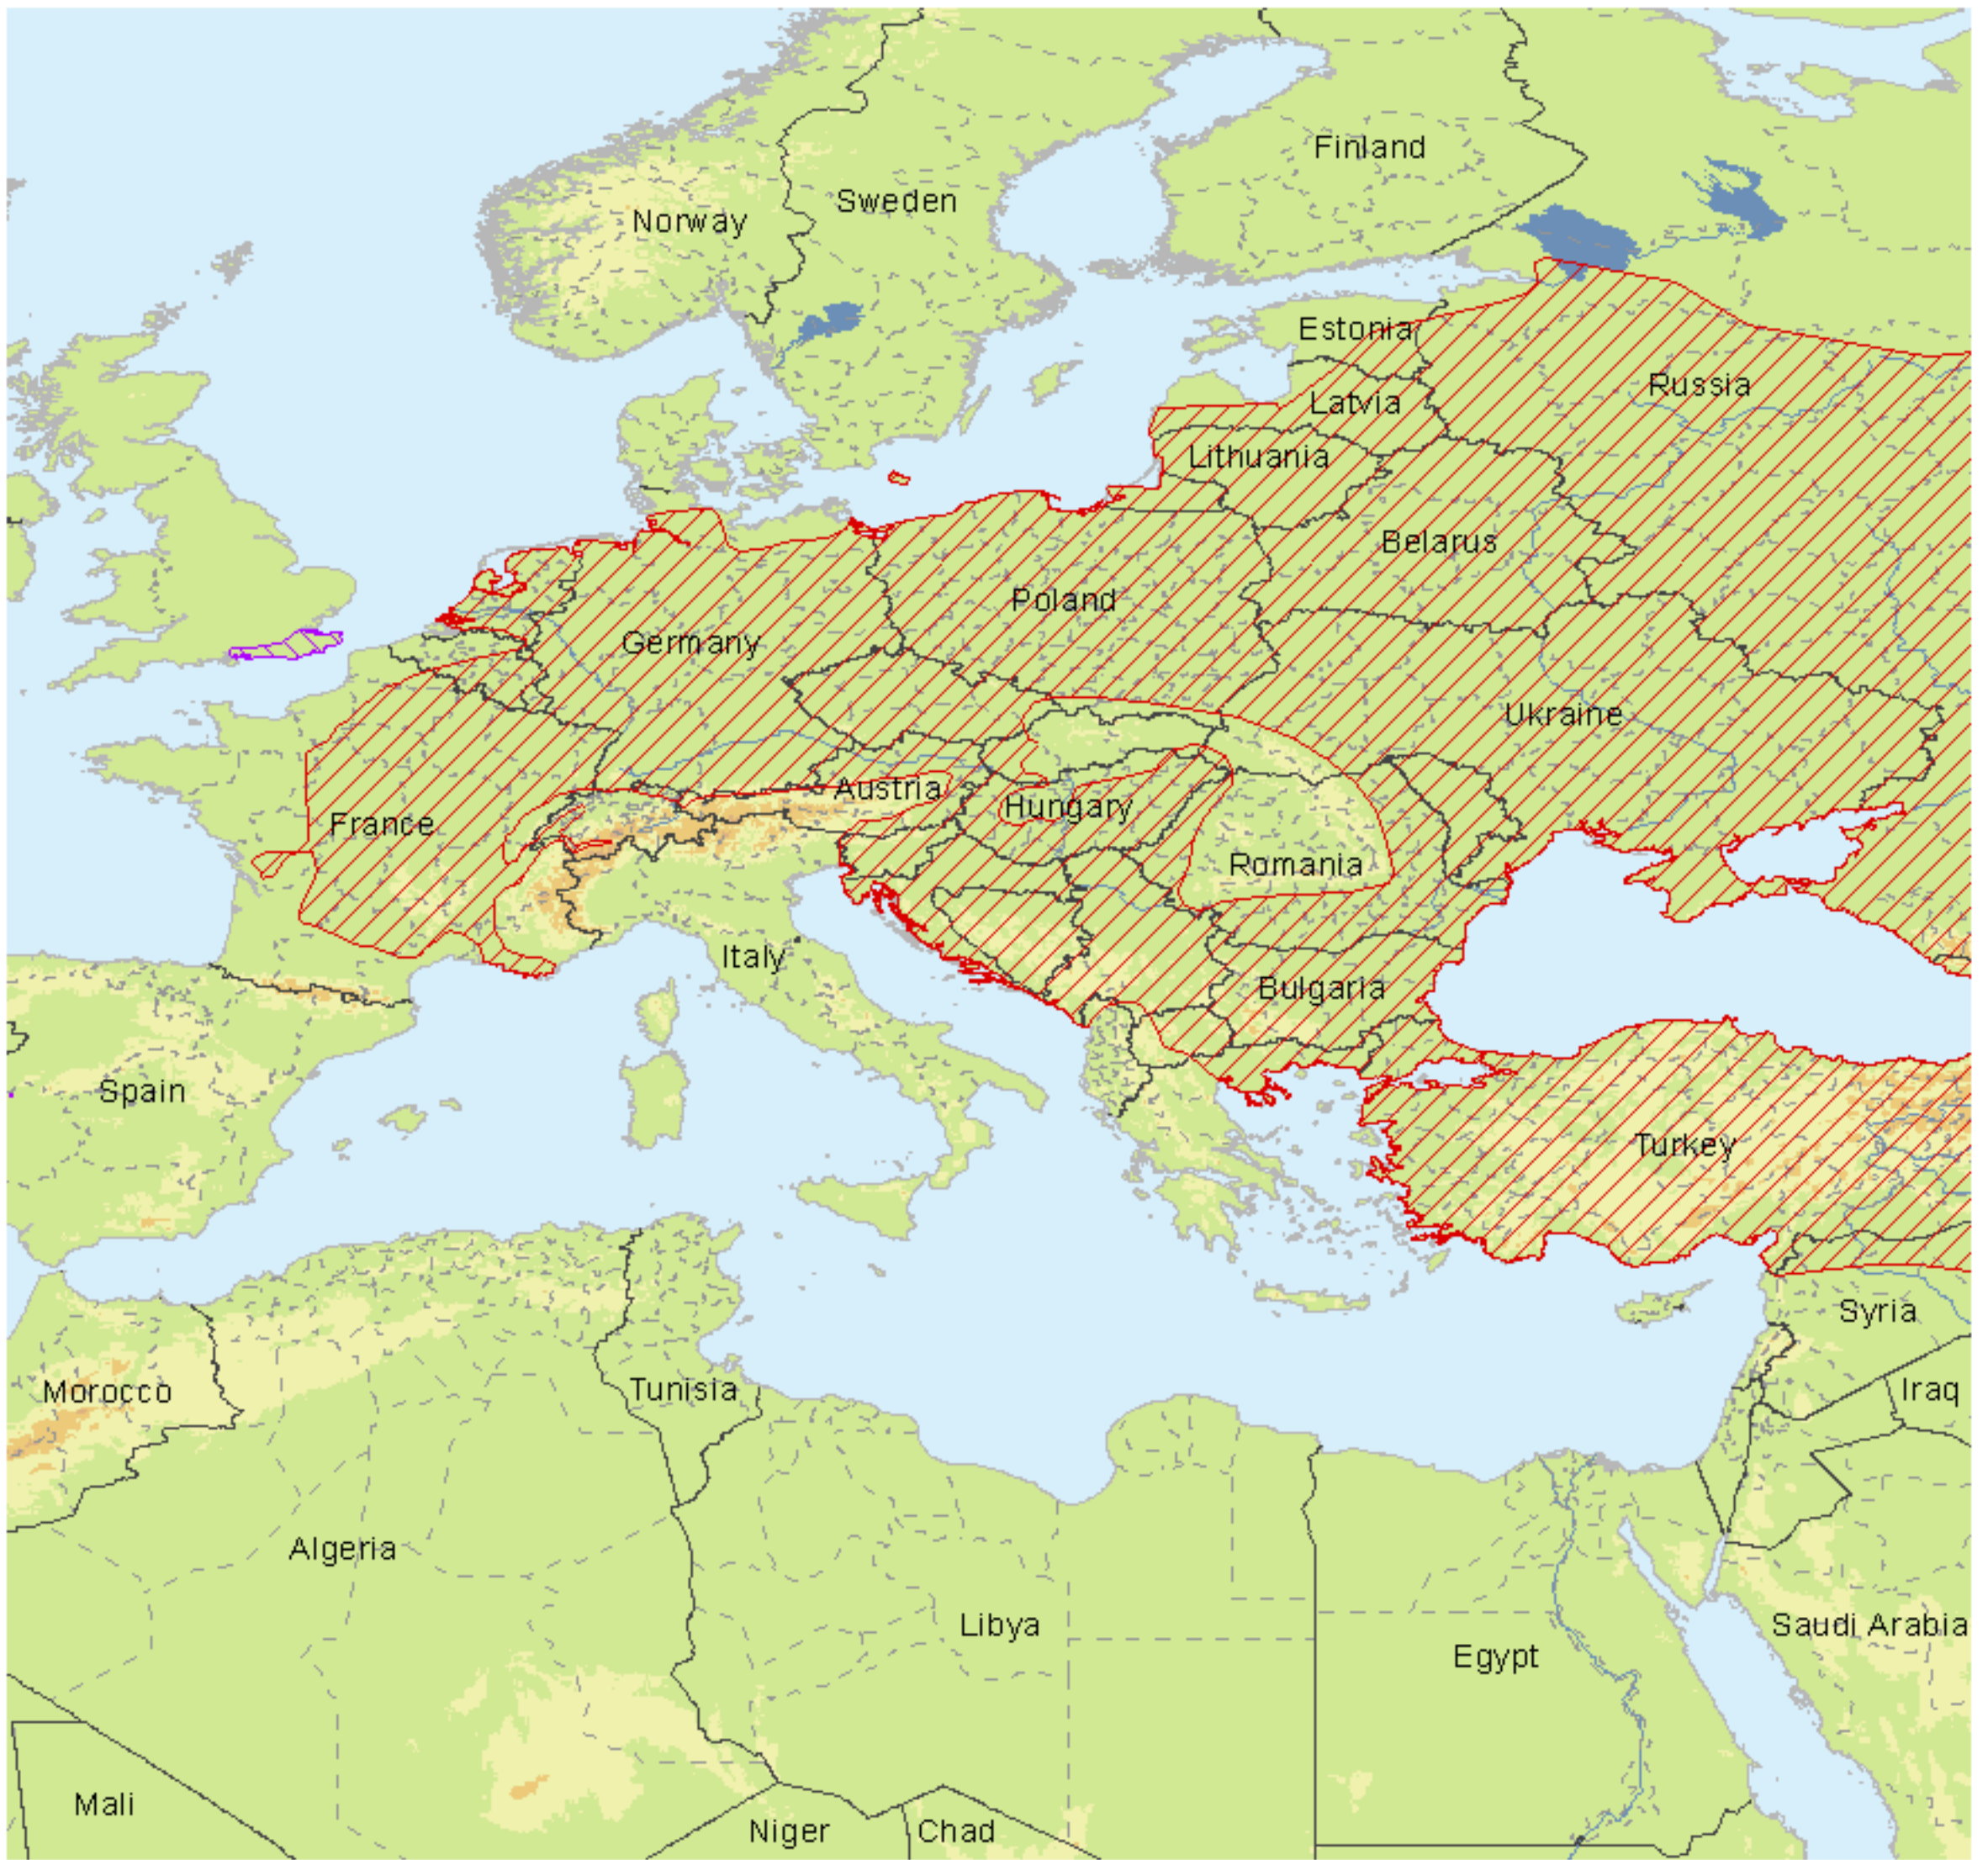 Finland
Sweden
Norway
Estonia
Russia
Latvia
Lithuania
Belarus
Poland
Germany
Ukraine
Austria
Hungary
France
Romania
Italy
Bulgaria
Spain
Turkey
Syria
Morocco
Tunisia
Iraq
Algeria
Libya
Saudi Arabia
Egypt
Mali
Niger
Chad